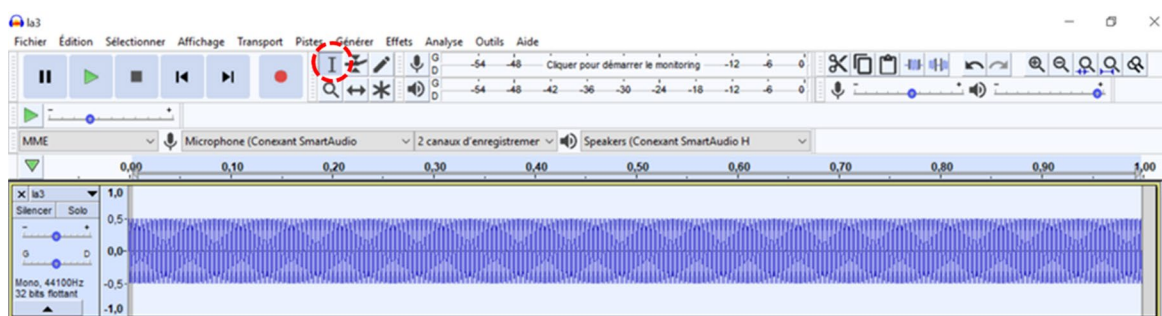 la3
Fichier Édition Sélectionner Affichage Transport Pistes Générer Effets Analyse Outils Aide
G D -54 -48 Cliquer pour démarrer le monitoring -12 -6 0
G D -54 -48 -42 -36 -30 -24 -18 -12 -6 0
- +
MME Microphone (Conexant SmartAudio 2 canaux d'enregistremer Speakers (Conexant SmartAudio H
0,00 0,10 0,20 0,30 0,40 0,50 0,60 0,70 0,80 0,90 1,00
la3 1,0
Silencer Solo 0,5
- +
G D 0,0
Mono, 44100Hz -0,5
32 bits flottant
-1,0